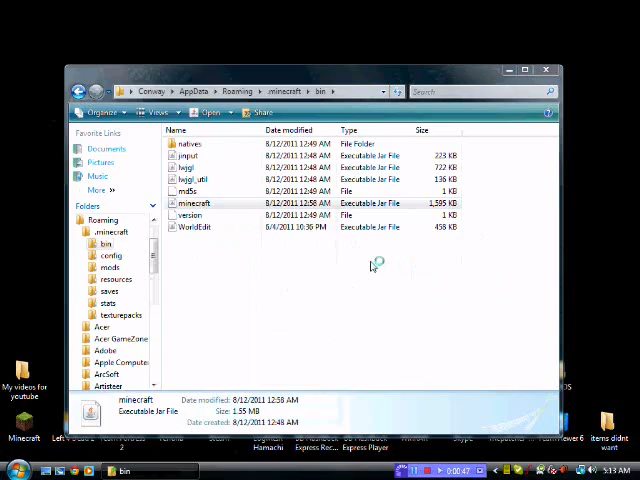 Conway ▸ AppData ▸ Roaming ▸ .minecraft ▸ bin ▸
Search
Organize
Views
Open
Share
Favorite Links
Documents
Pictures
Music
More »
Folders
Roaming
.minecraft
bin
config
mods
resources
saves
stats
texturepacks
Acer
Acer GameZone
Adobe
Apple Computer
ArcSoft
Artisteer
Name Date modified Type Size
natives 8/12/2011 12:49 AM File Folder
jinput 8/12/2011 12:48 AM Executable Jar File 223 KB
lwjgl 8/12/2011 12:48 AM Executable Jar File 722 KB
lwjgl_util 8/12/2011 12:48 AM Executable Jar File 136 KB
md5s 8/12/2011 12:49 AM File 1 KB
minecraft 8/12/2011 12:58 AM Executable Jar File 1,595 KB
version 8/12/2011 12:49 AM File 1 KB
WorldEdit 6/4/2011 10:36 PM Executable Jar File 458 KB
minecraft Date modified: 8/12/2011 12:58 AM
Executable Jar File Size: 1.55 MB
Date created: 8/12/2011 12:48 AM
My videos for
youtube
Minecraft
Hamachi
Express Rec...
Express Player
Skype
items didnt
want
bin
0:00:47
5:13 AM